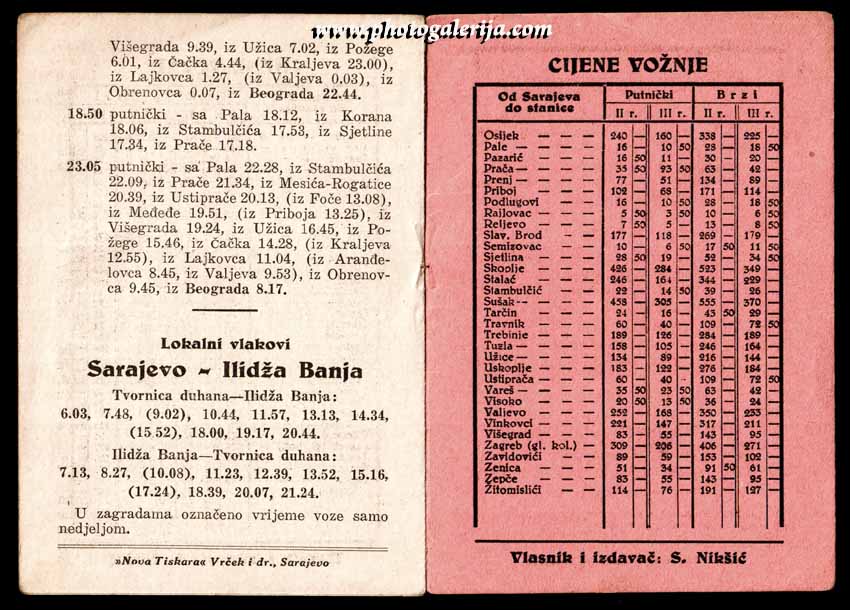 www.photogalerija.com
Višegrada 9.39, iz Užica 7.02, iz Požege
6.01, iz Čačka 4.44, (iz Kraljeva 23.00),
iz Lajkovca 1.27, (iz Valjeva 0.03), iz
Obrenovca 0.07, iz Beograda 22.44.
18.50 putnički - sa Pala 18.12, iz Korana
18.06, iz Stambulčića 17.53, iz Sjetline
17.34, iz Prače 17.18.
23.05 putnički - sa Pala 22.28, iz Stambulčića
22.09, iz Prače 21.34, iz Mesića-Rogatice
20.39, iz Ustiprače 20.13, (iz Foče 13.08),
iz Međeđe 19.51, (iz Priboja 13.25), iz
Višegrada 19.24, iz Užica 16.45, iz Po-
žege 15.46, iz Čačka 14.28, (iz Kraljeva
12.55), iz Lajkovca 11.04, (iz Aranđe-
lovca 8.45, iz Valjeva 9.53), iz Obrenov-
ca 9.45, iz Beograda 8.17.
Lokalni vlakovi
Sarajevo ~ Ilidža Banja
Tvornica duhana—Ilidža Banja:
6.03, 7.48, (9.02), 10.44, 11.57, 13.13, 14.34,
(15 52), 18.00, 19.17, 20.44.
Ilidža Banja—Tvornica duhana:
7.13, 8.27, (10.08), 11.23, 12.39, 13.52, 15.16,
(17.24), 18.39, 20.07, 21.24.
U zagradama označeno vrijeme voze samo
nedjeljom.
»Nova Tiskara« Vrček i dr., Sarajevo
CIJENE VOŽNJE
Od Sarajeva do stanice Putnički Brzi
II r. III r. II r. III r.
Osijek — — — 240 — 160 — 338 — 225 —
Pale — — — — 16 — 10 50 28 — 18 50
Pazarić — — — 16 50 11 — 30 — 20 —
Prača — — — 35 50 23 50 63 — 42 —
Prenj — — — 77 — 51 — 134 — 89 —
Priboj — — — 102 — 68 — 171 — 114 —
Podlugovi — — 16 — 10 50 28 — 18 50
Rajlovac — — — 5 50 3 50 10 — 6 50
Reljevo — — — 7 50 5 — 13 — 8 50
Slav. Brod — — 177 — 118 — 269 — 179 —
Semizovac — — 10 — 6 50 17 50 11 50
Sjetlina — — — 28 50 19 — 52 — 34 50
Skoplje — — — 426 — 284 — 523 — 349 —
Stalać — — — 246 — 164 — 344 — 229 —
Stambulčić — — 22 — 14 50 39 — 26 —
Sušak — — — 458 — 305 — 555 — 370 —
Tarčin — — — 24 — 16 — 43 50 29 —
Travnik — — — 60 — 40 — 109 — 72 50
Trebinje — — — 189 — 126 — 284 — 189 —
Tuzla — — — 158 — 105 — 246 — 164 —
Užice — — — 134 — 89 — 216 — 144 —
Uskoplje — — — 183 — 122 — 276 — 184 —
Ustiprača — — 60 — 40 — 109 — 72 50
Vareš — — — 35 50 23 50 63 — 42 —
Visoko — — — 20 50 13 50 36 — 24 —
Valjevo — — — 252 — 168 — 350 — 233 —
Vinkovci — — — 221 — 147 — 317 — 211 —
Višegrad — — — 83 — 55 — 143 — 95 —
Zagreb (gl. kol.) — 309 — 206 — 406 — 271 —
Zavidovići — — 89 — 59 — 153 — 102 —
Zenica — — — 51 — 34 — 91 50 61 —
Žepče — — — 83 — 55 — 143 — 95 —
Žitomislići — — 114 — 76 — 191 — 127 —
Vlasnik i izdavač: S. Nikšić